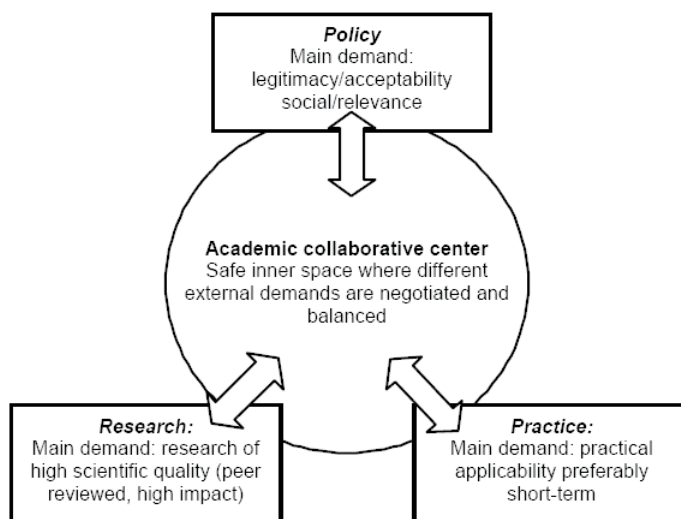 Policy
Main demand:
legitimacy/acceptability
social/relevance
Academic collaborative center
Safe inner space where different
external demands are negotiated and
balanced
Research:
Main demand: research of
high scientific quality (peer
reviewed, high impact)
Practice:
Main demand: practical
applicability preferably
short-term